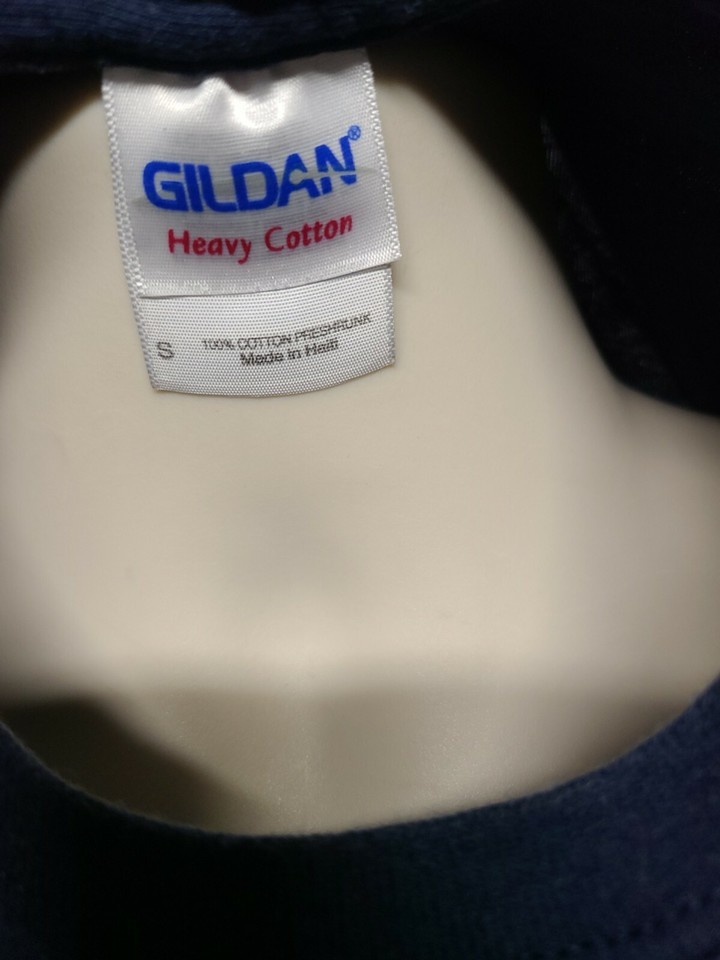 GILDAN®
Heavy Cotton
S
100% COTTON PRESHRUNK
Made in Haiti